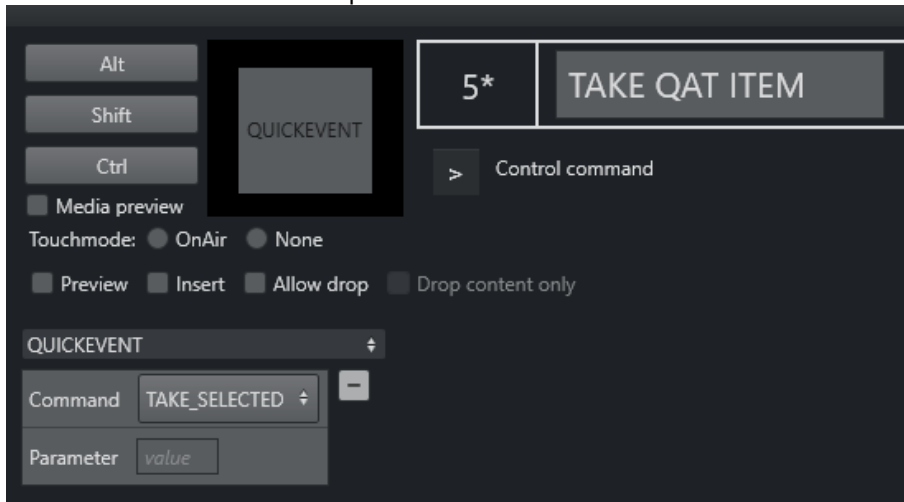 Alt
Shift
Ctrl
Media preview
QUICKEVENT
5* TAKE QAT ITEM
> Control command
Touchmode: OnAir None
Preview Insert Allow drop Drop content only
QUICKEVENT
Command TAKE_SELECTED
Parameter value